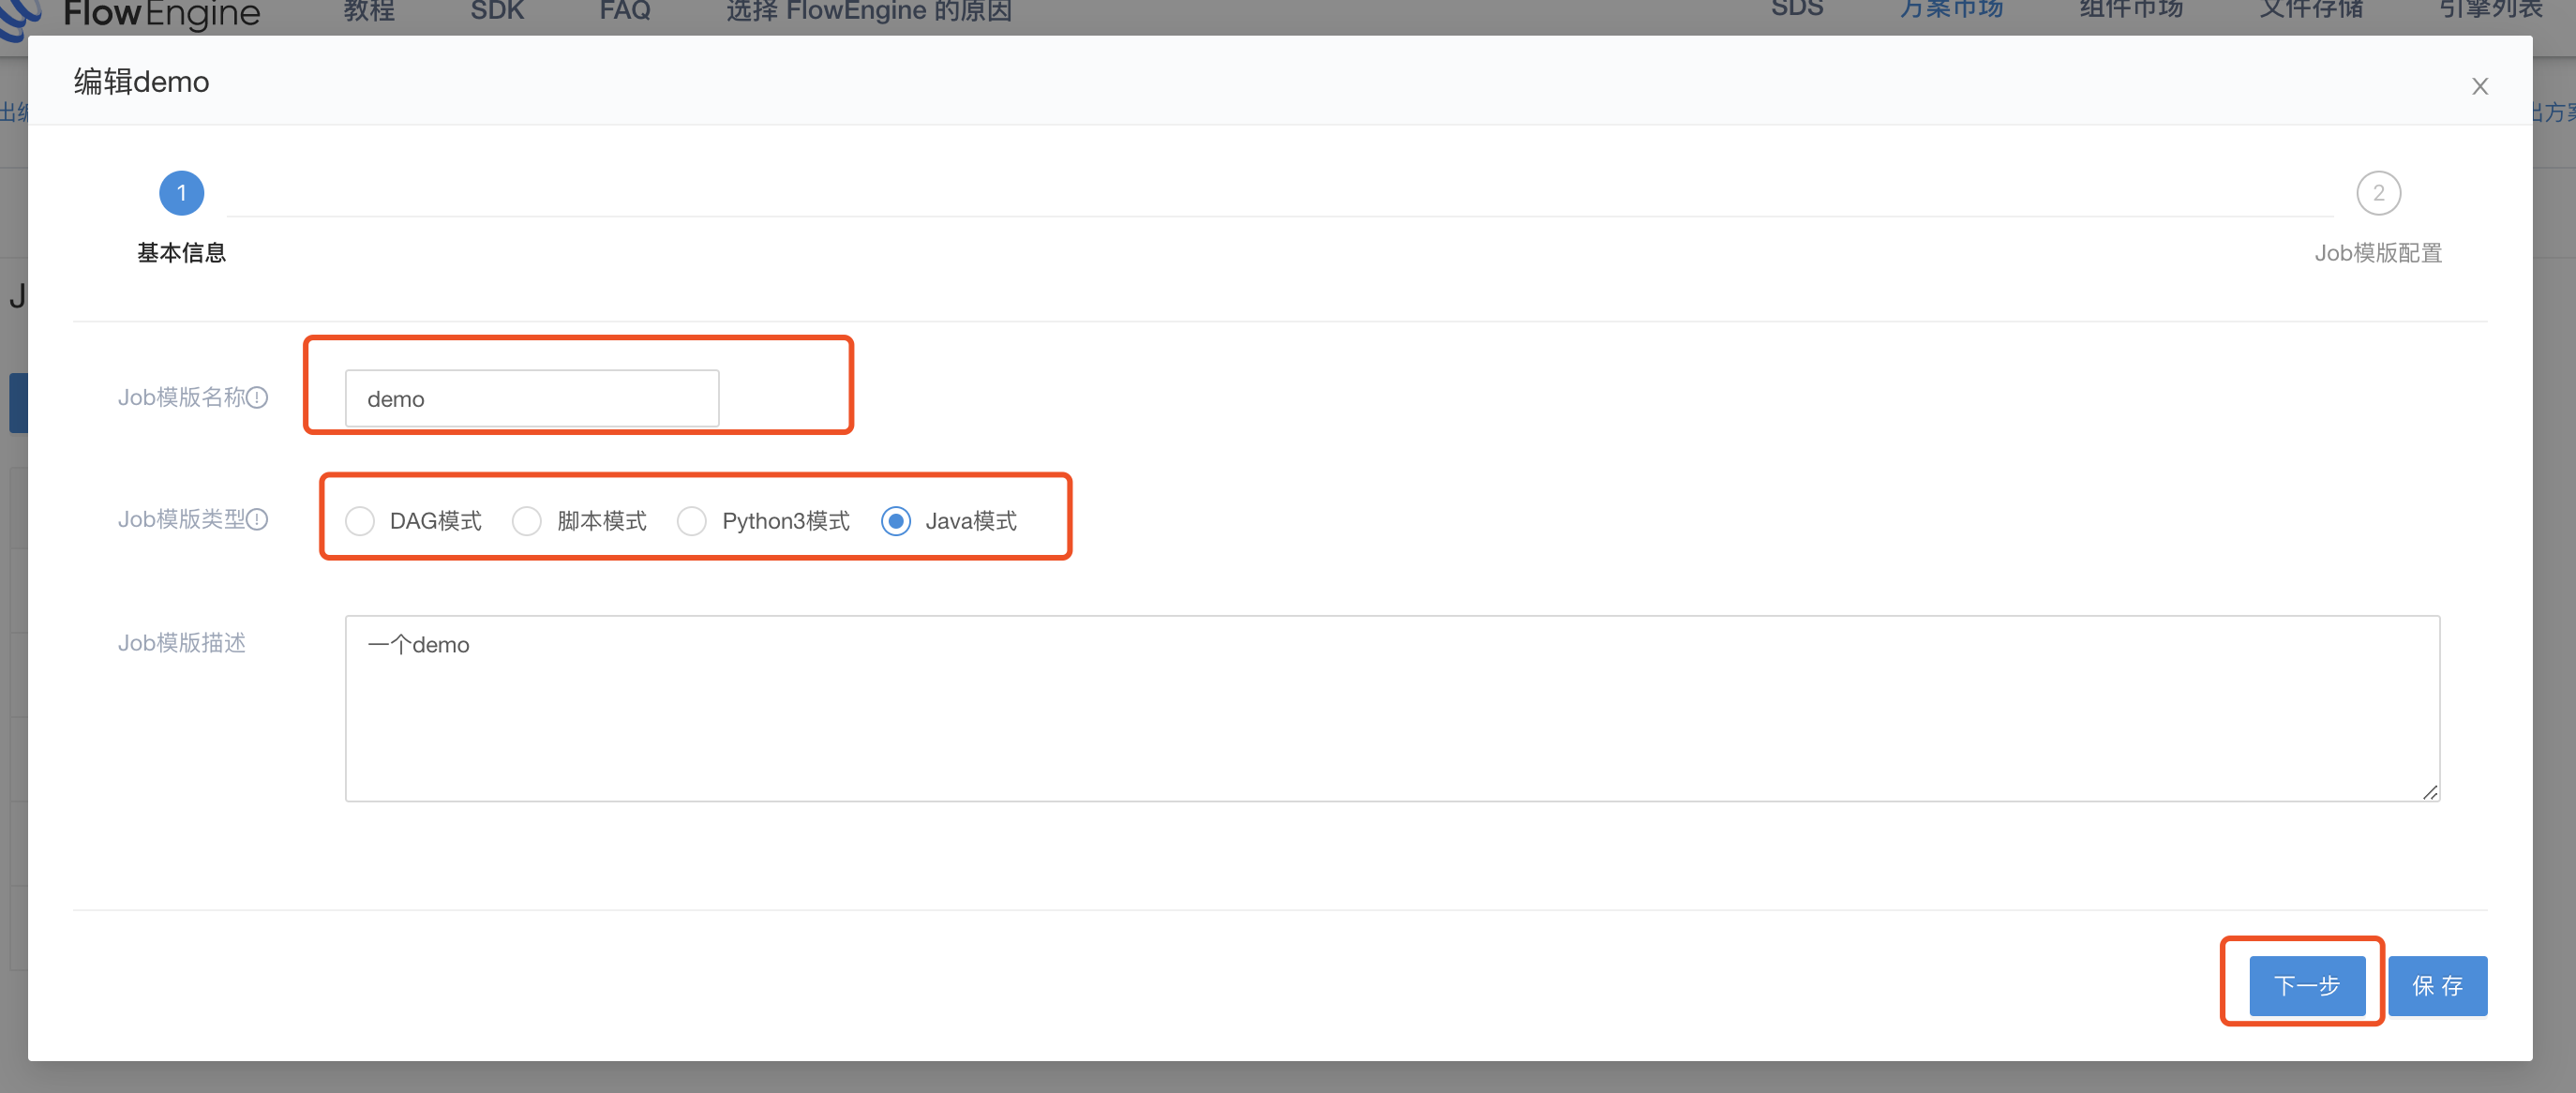 FlowEngine 教程 SDK FAQ 选择 FlowEngine 的原因 SDS 方案市场 组件市场 文件存储 引擎列表
编辑demo X
出编
出方案
1 2
基本信息 Job模版配置
J
Job模版名称 demo
Job模版类型 DAG模式 脚本模式 Python3模式 Java模式
Job模版描述 一个demo
下一步 保 存